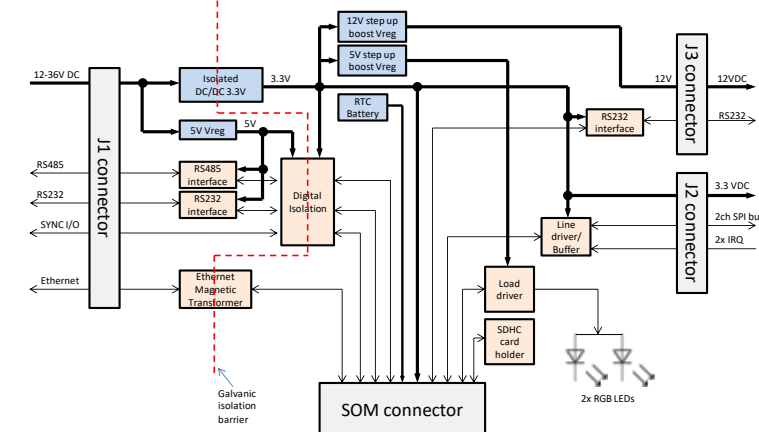 12V step up
boost Vreg
5V step up
boost Vreg
12-36V DC
Isolated
DC/DC 3.3V
3.3V
12V
J3 connector
12VDC
RTC
Battery
RS232
interface
RS232
5V Vreg
5V
J1 connector
RS485
RS485
interface
Digital
Isolation
RS232
RS232
interface
3.3 VDC
J2 connector
SYNC I/O
Line
driver/
Buffer
2ch SPI bu
2x IRQ
Ethernet
Ethernet
Magnetic
Transformer
Load
driver
SDHC
card
holder
Galvanic
isolation
barrier
2x RGB LEDs
SOM connector